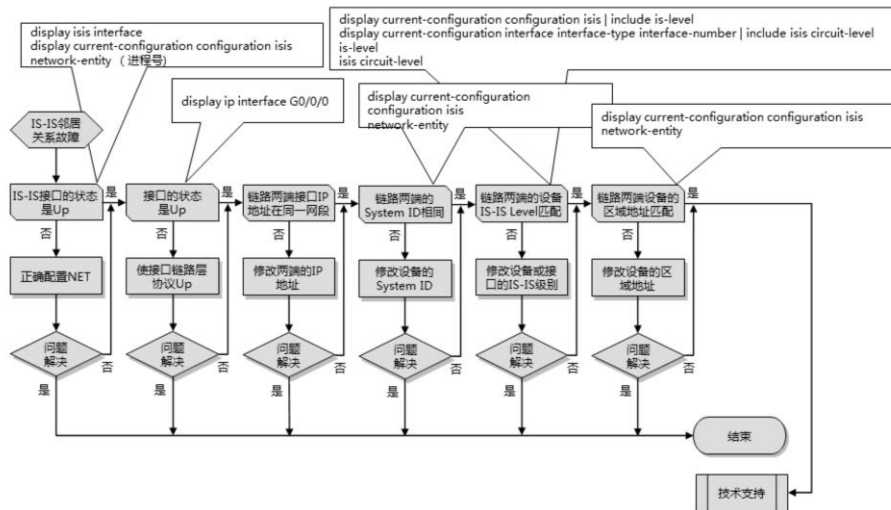 display isis interface
display current-configuration configuration isis
network-entity （ 进程号）
display ip interface G0/0/0
display current-configuration configuration isis | include is-level
display current-configuration interface interface-type interface-number | include isis circuit-level
is-level
isis circuit-level
display current-configuration
configuration isis
network-entity
display current-configuration configuration isis
network-entity
IS-IS邻居
关系故障
IS-IS接口的状态
是Up
是
否
正确配置NET
问题
解决
否
是
接口的状态
是Up
是
否
使接口链路层
协议Up
问题
解决
否
是
链路两端接口IP
地址在同一网段
是
否
修改两端的IP
地址
问题
解决
否
是
链路两端的
System ID相同
是
否
修改设备的
System ID
问题
解决
否
是
链路两端的设备
IS-IS Level匹配
是
否
修改设备或接
口的IS-IS级别
问题
解决
否
是
链路两端设备的
区域地址匹配
是
否
修改设备的区
域地址
问题
解决
否
是
结束
技术支持